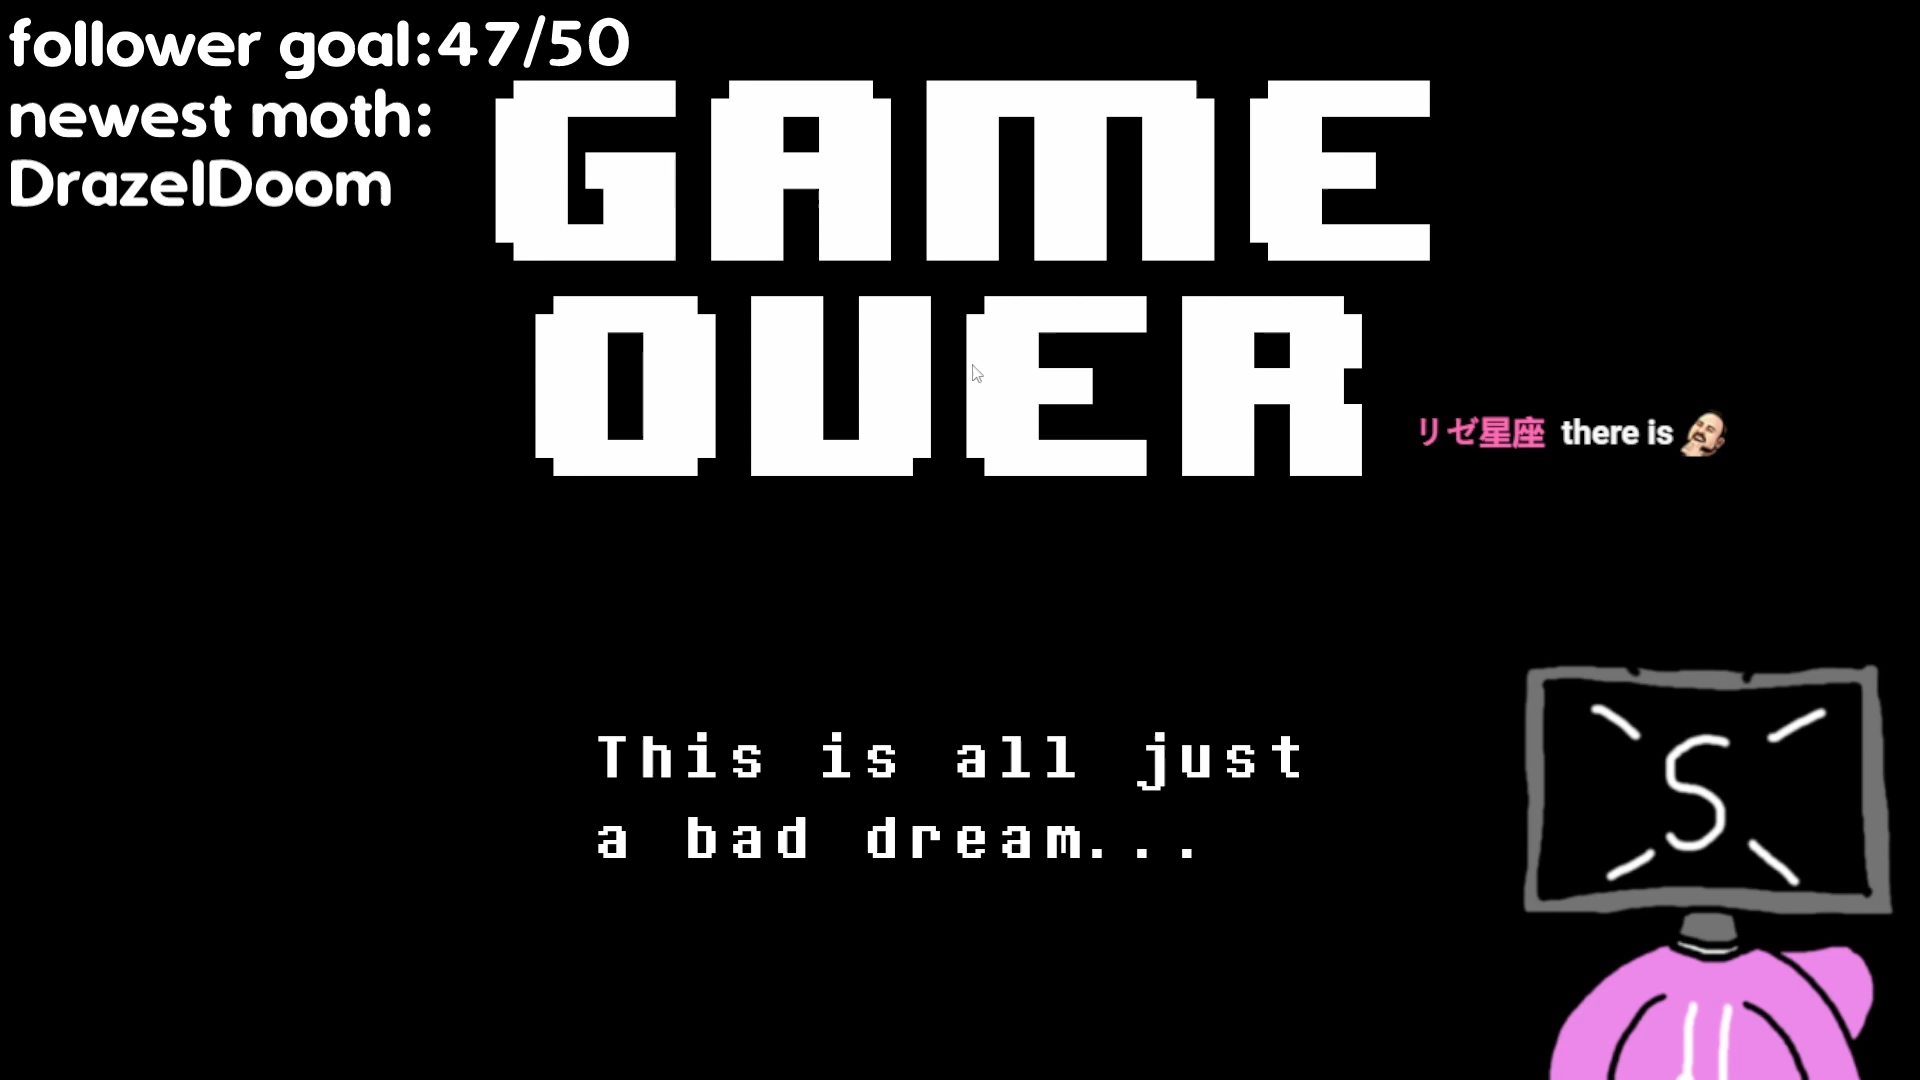 follower goal:47/50
newest moth:
DrazelDoom
GAME
OVER
リゼ星座 there is
This is all just
a bad dream...
S